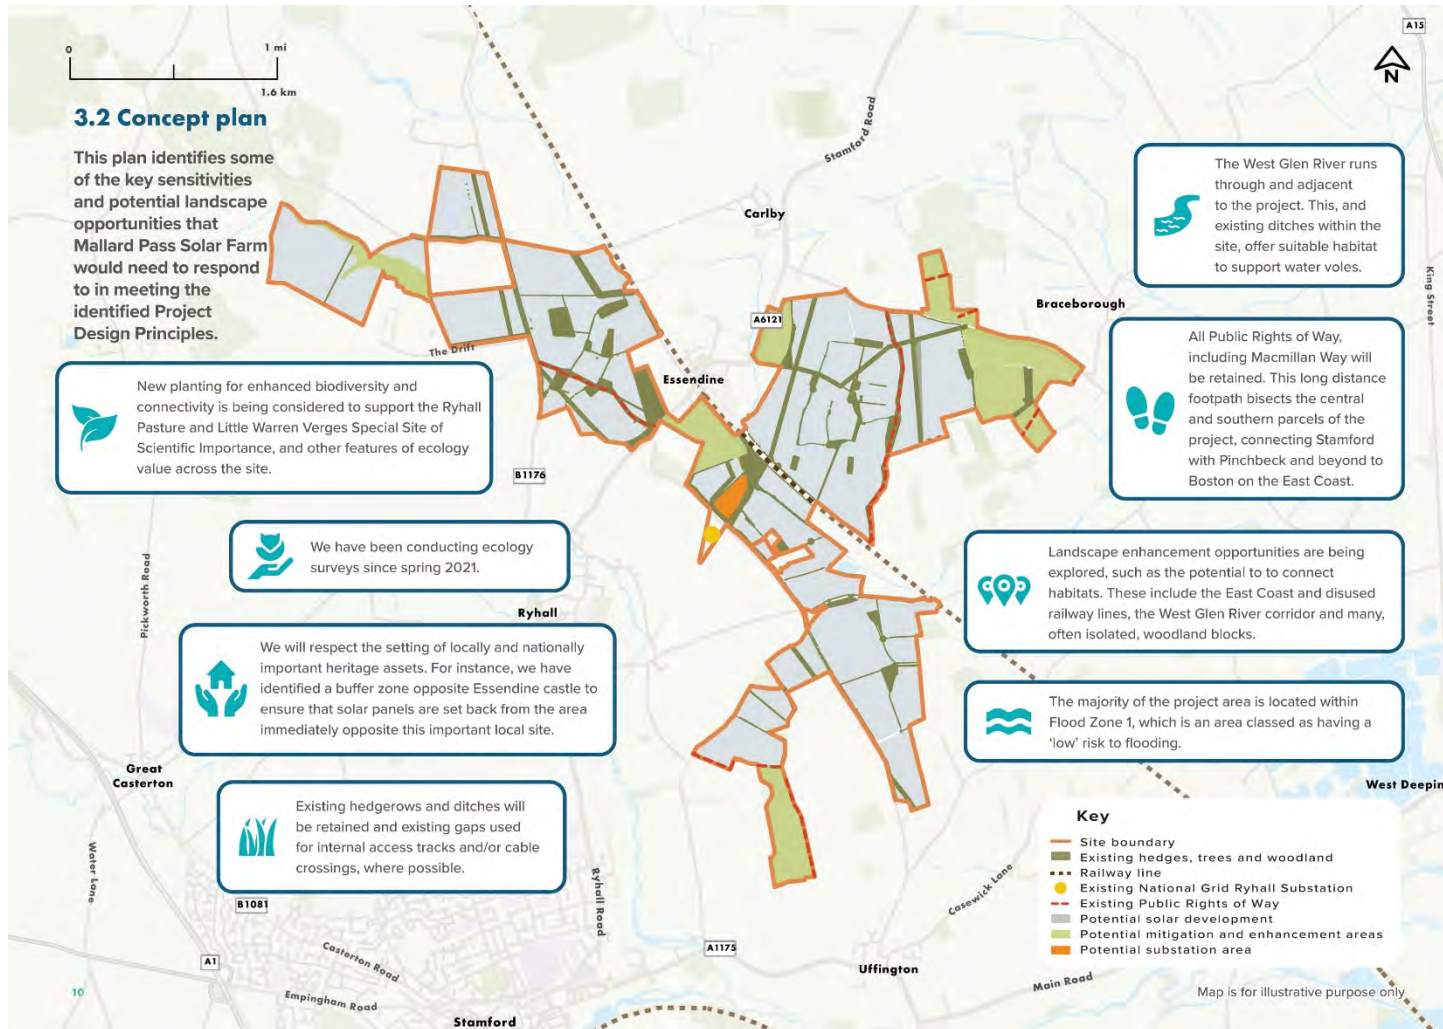 0
1 mi
1.6 km
N
A15
3.2 Concept plan
This plan identifies some
of the key sensitivities
and potential landscape
opportunities that
Mallard Pass Solar Farm
would need to respond
to in meeting the
identified Project
Design Principles.
Stamford Road
Carlby
The West Glen River runs
through and adjacent
to the project. This, and
existing ditches within the
site, offer suitable habitat
to support water voles.
King Street
Braceborough
A6121
The Drift
Essendine
All Public Rights of Way,
including Macmillan Way will
be retained. This long distance
footpath bisects the central
and southern parcels of the
project, connecting Stamford
with Pinchbeck and beyond to
Boston on the East Coast.
New planting for enhanced biodiversity and
connectivity is being considered to support the Ryhall
Pasture and Little Warren Verges Special Site of
Scientific Importance, and other features of ecology
value across the site.
B1176
We have been conducting ecology
surveys since spring 2021.
Pickworth Road
Landscape enhancement opportunities are being
explored, such as the potential to to connect
habitats. These include the East Coast and disused
railway lines, the West Glen River corridor and many,
often isolated, woodland blocks.
Ryhall
We will respect the setting of locally and nationally
important heritage assets. For instance, we have
identified a buffer zone opposite Essendine castle to
ensure that solar panels are set back from the area
immediately opposite this important local site.
The majority of the project area is located within
Flood Zone 1, which is an area classed as having a
‘low’ risk to flooding.
Great
Casterton
West Deepin
Existing hedgerows and ditches will
be retained and existing gaps used
for internal access tracks and/or cable
crossings, where possible.
Water Lane
Ryhall Road
Key
Site boundary
Existing hedges, trees and woodland
Railway line
Existing National Grid Ryhall Substation
Existing Public Rights of Way
Potential solar development
Potential mitigation and enhancement areas
Potential substation area
Casewick Lane
B1081
A1175
A1
Casterton Road
Uffington
Main Road
Empingham Road
Stamford
10
Map is for illustrative purpose only